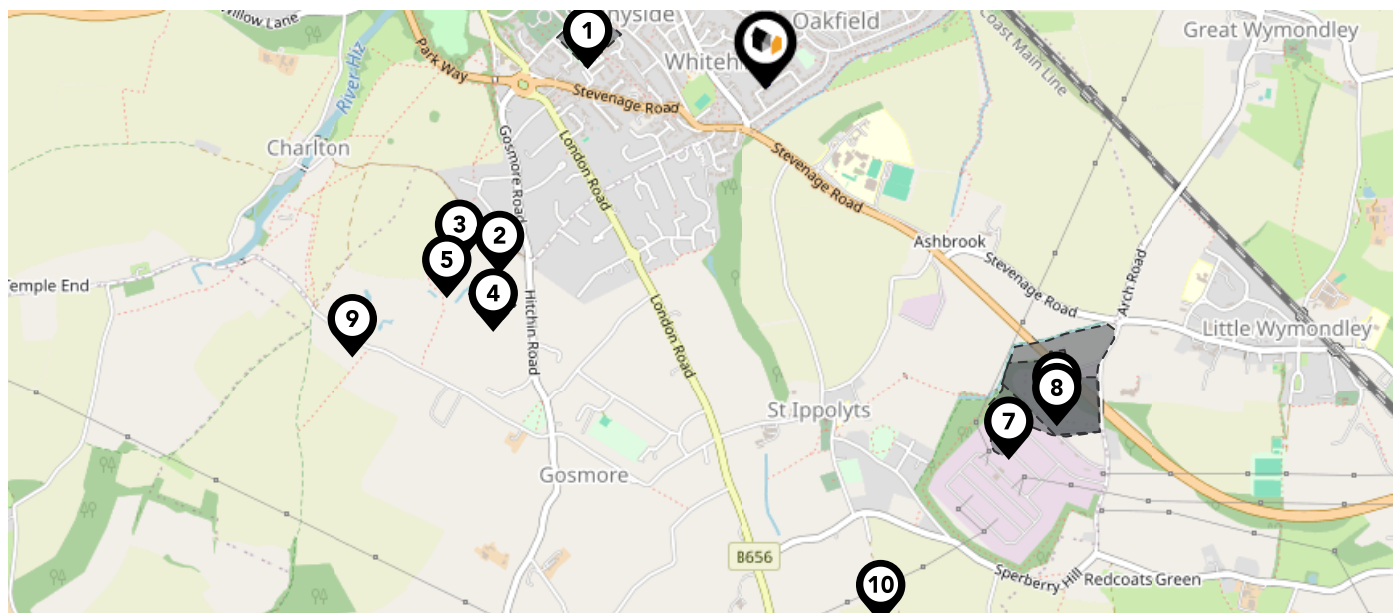 Willow Lane
nyside
1
Oakfield
Great Wymondley
Coast Main Line
River Hiz
Park Way
Whiteh
Stevenage Road
Charlton
Gosmore Road
London Road
Stevenage Road
3
2
5
4
Ashbrook
Stevenage Road
Arch Road
Temple End
9
Hitchin Road
London Road
Little Wymondley
8
7
St Ippolyts
Gosmore
B656
10
Sperberry Hill
Redcoats Green